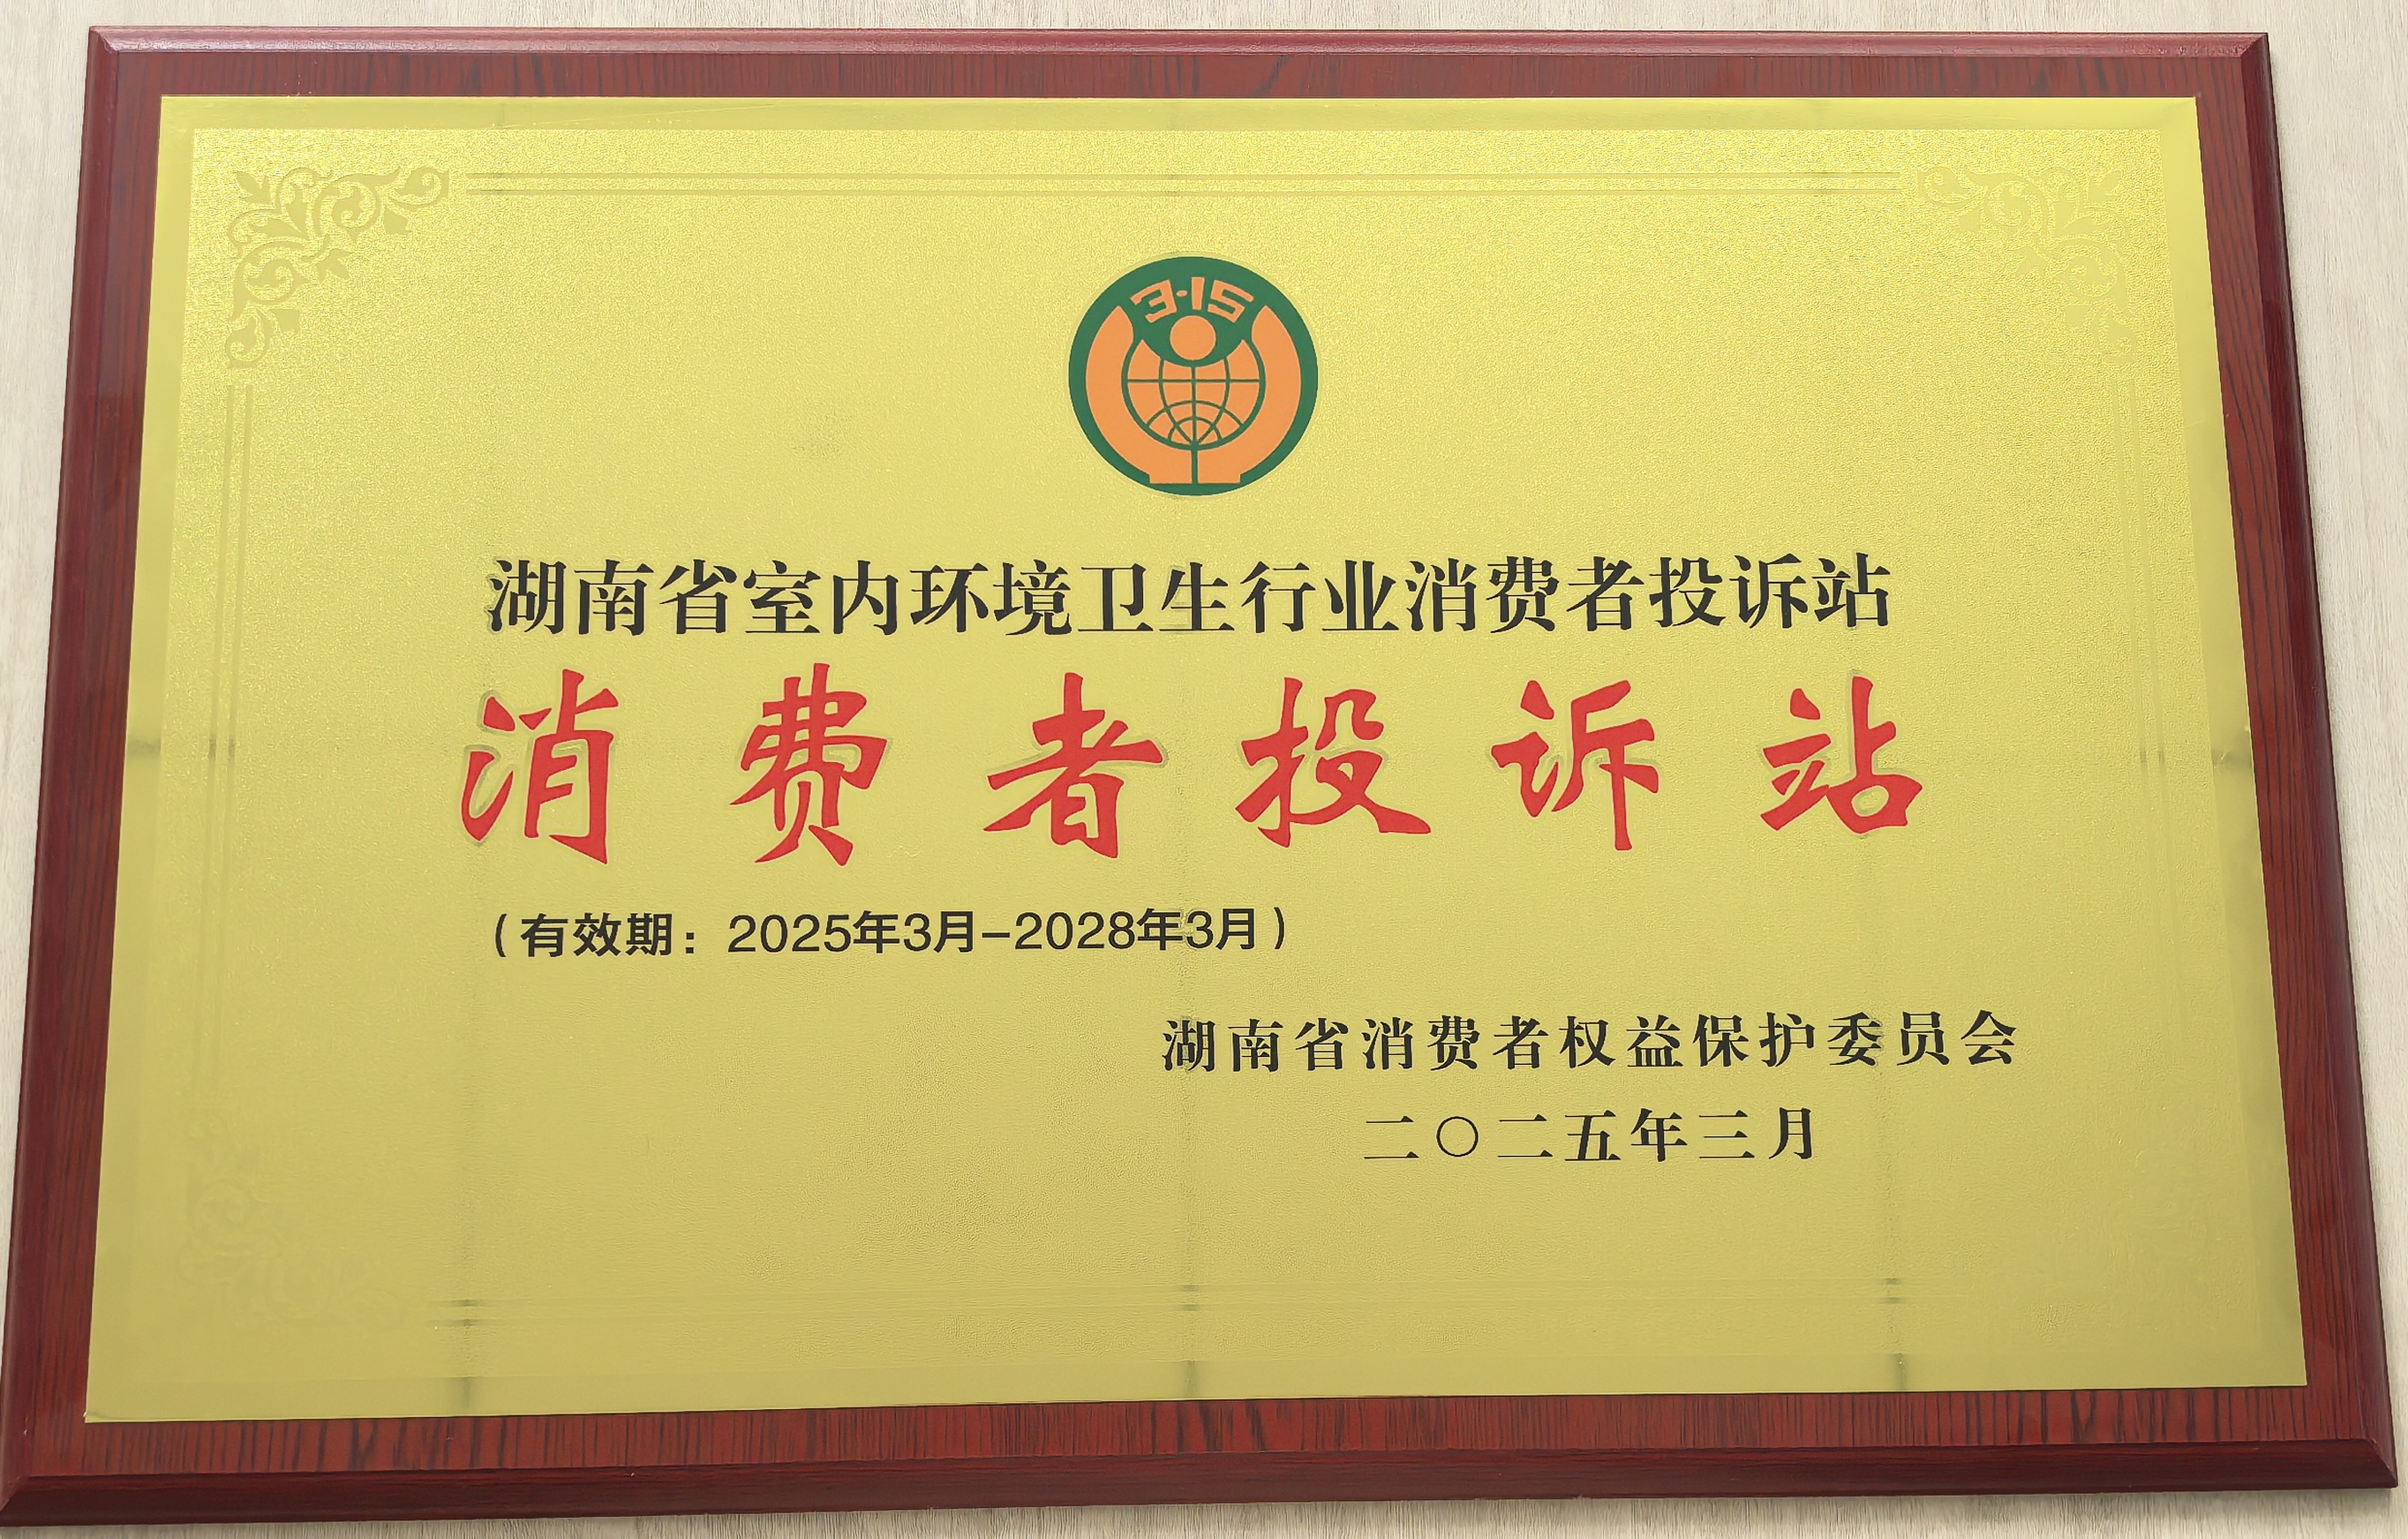 3·15
湖南省室内环境卫生行业消费者投诉站
消费者投诉站
（有效期：2025年3月-2028年3月）
湖南省消费者权益保护委员会
二〇二五年三月